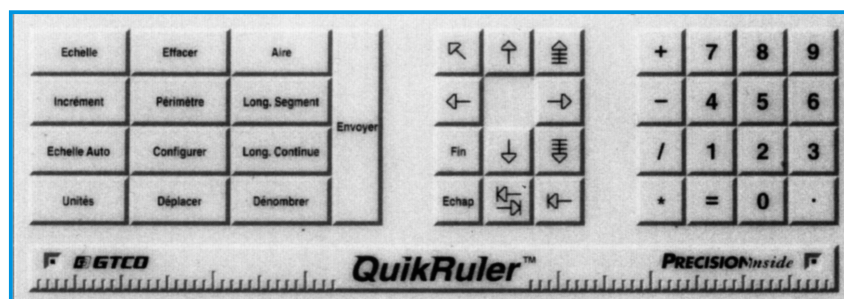 Echelle Effacer Aire + 7 8 9
Incrément Périmètre Long. Segment Envoyer - 4 5 6
Echelle Auto Configurer Long. Continue Fin / 1 2 3
Unités Déplacer Dénombrer Echap * = 0 .
GTCO QuikRuler™ PRECISIONinside